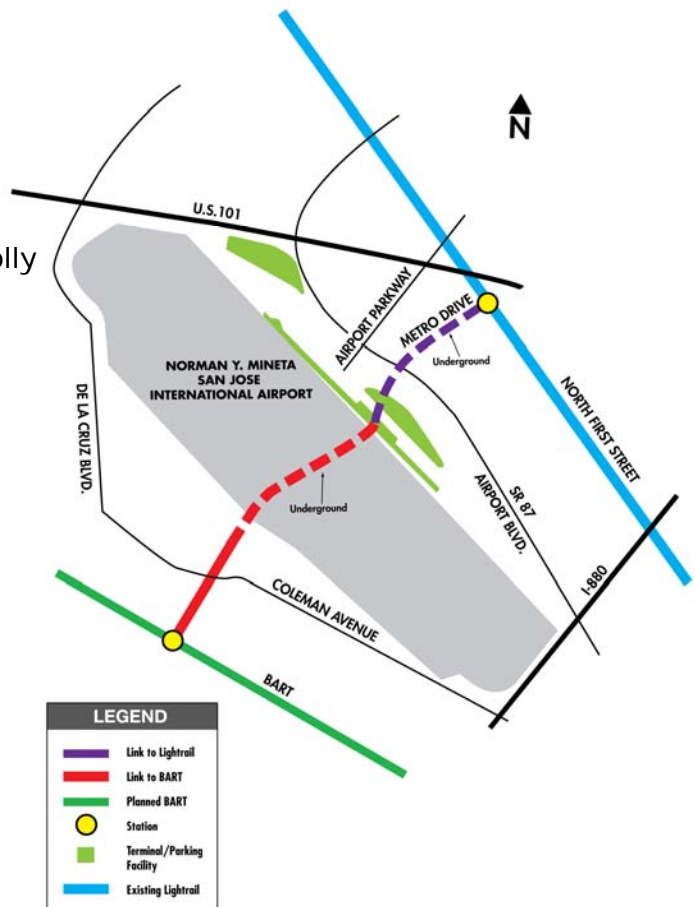 N
U.S.101
olly
AIRPORT PARKWAY
METRO DRIVE
Underground
NORMAN Y. MINETA
SAN JOSE
INTERNATIONAL AIRPORT
DE LA CRUZ BLVD.
NORTH FIRST STREET
Underground
SR 87
AIRPORT BLVD.
I-880
COLEMAN AVENUE
BART
LEGEND
Link to Lightrail
Link to BART
Planned BART
Station
Terminal/Parking
Facility
Existing Lightrail